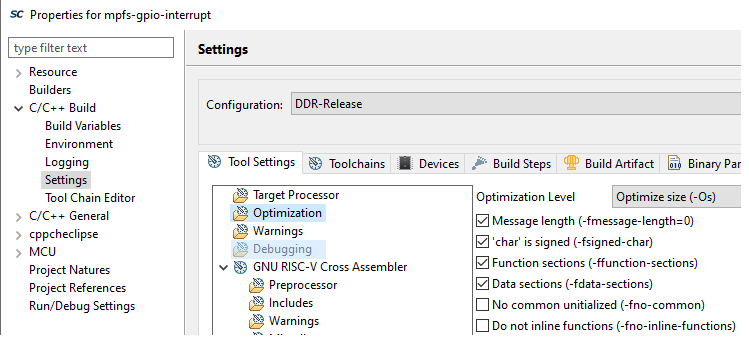 SC Properties for mpfs-gpio-interrupt
type filter text
Resource
Builders
C/C++ Build
Build Variables
Environment
Logging
Settings
Tool Chain Editor
C/C++ General
cppcheclipse
MCU
Project Natures
Project References
Run/Debug Settings
Settings
Configuration: DDR-Release
Tool Settings Toolchains Devices Build Steps Build Artifact Binary Par
Target Processor
Optimization
Warnings
Debugging
GNU RISC-V Cross Assembler
Preprocessor
Includes
Warnings
Optimization Level Optimize size (-Os)
Message length (-fmessage-length=0)
'char' is signed (-fsigned-char)
Function sections (-ffunction-sections)
Data sections (-fdata-sections)
No common unitialized (-fno-common)
Do not inline functions (-fno-inline-functions)